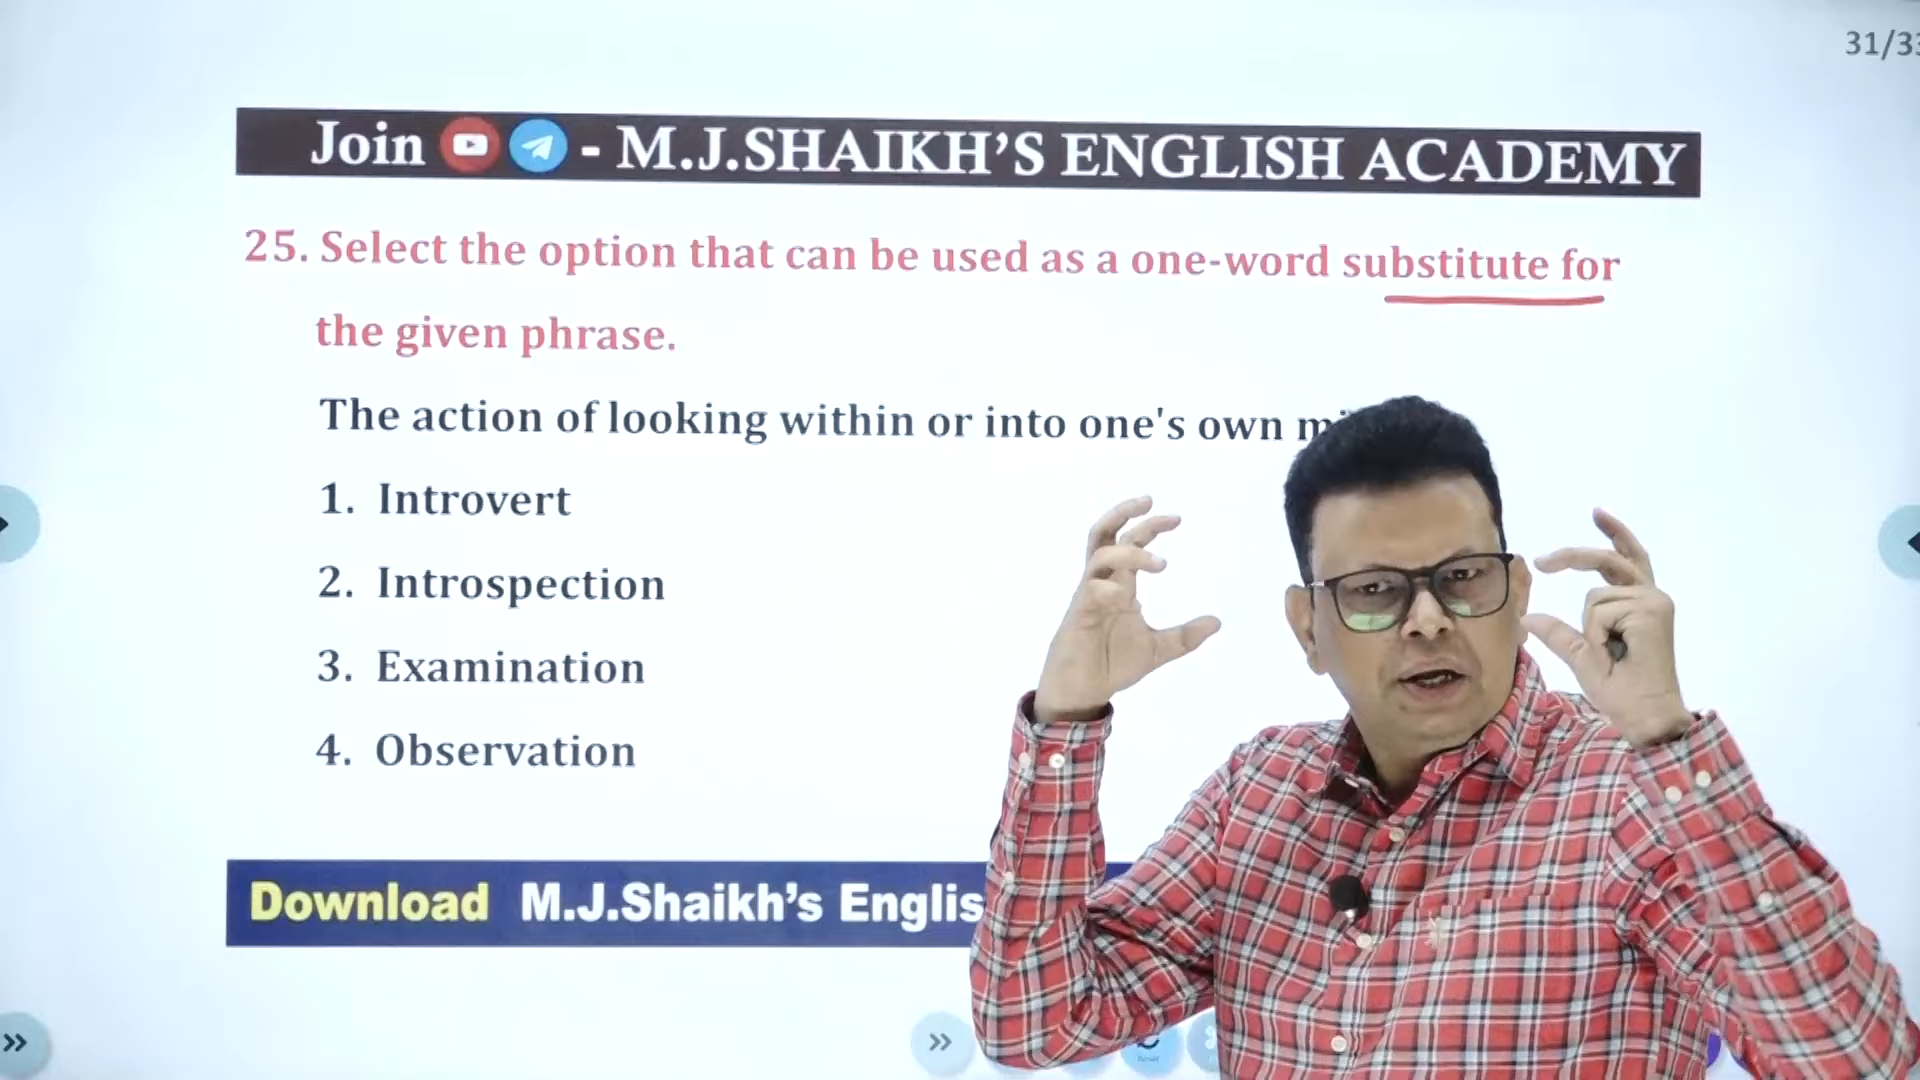 31/33
Join - M.J.SHAIKH'S ENGLISH ACADEMY
25. Select the option that can be used as a one-word substitute for
the given phrase.
The action of looking within or into one's own
1. Introvert
2. Introspection
3. Examination
4. Observation
Download M.J.Shaikh's